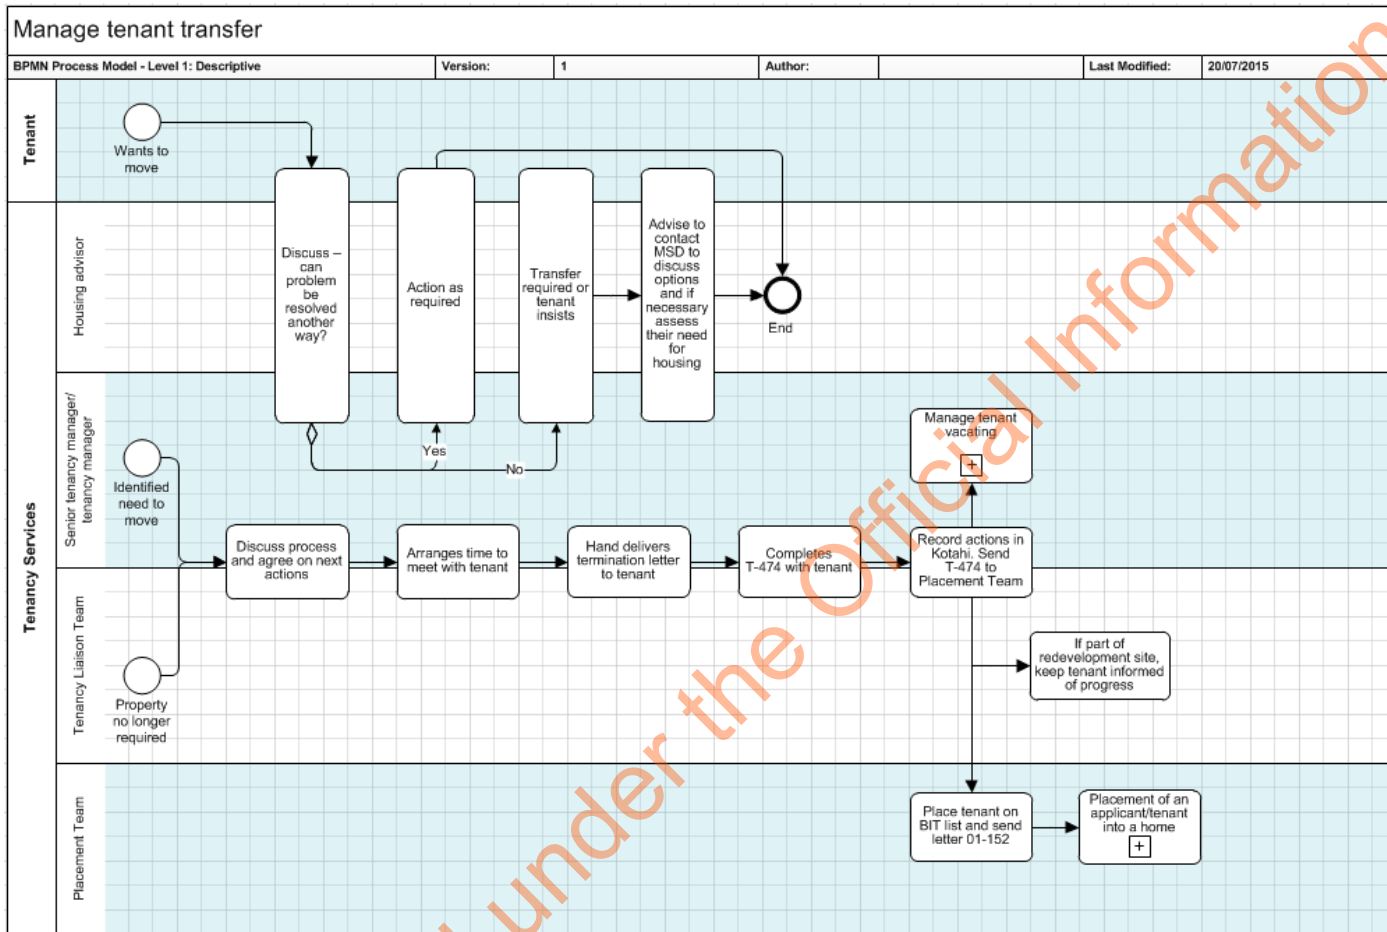 Manage tenant transfer
BPMN Process Model - Level 1: Descriptive
Version:
1
Author:
Last Modified:
20/07/2015
Tenant
Wants to
move
Tenancy Services
Housing advisor
Discuss –
can
problem
be
resolved
another
way?
Action as
required
Transfer
required or
tenant
insists
Advise to
contact
MSD to
discuss
options
and if
necessary
assess
their need
for
housing
End
Yes
No
Senior tenancy manager/
tenancy manager
Identified
need to
move
Manage tenant
vacating
Discuss process
and agree on next
actions
Arranges time to
meet with tenant
Hand delivers
termination letter
to tenant
Completes
T-474 with tenant
Record actions in
Kotahi. Send
T-474 to
Placement Team
Tenancy Liaison Team
Property
no longer
required
If part of
redevelopment site,
keep tenant informed
of progress
Placement Team
Place tenant on
BIT list and send
letter 01-152
Placement of an
applicant/tenant
into a home
under the Official Information